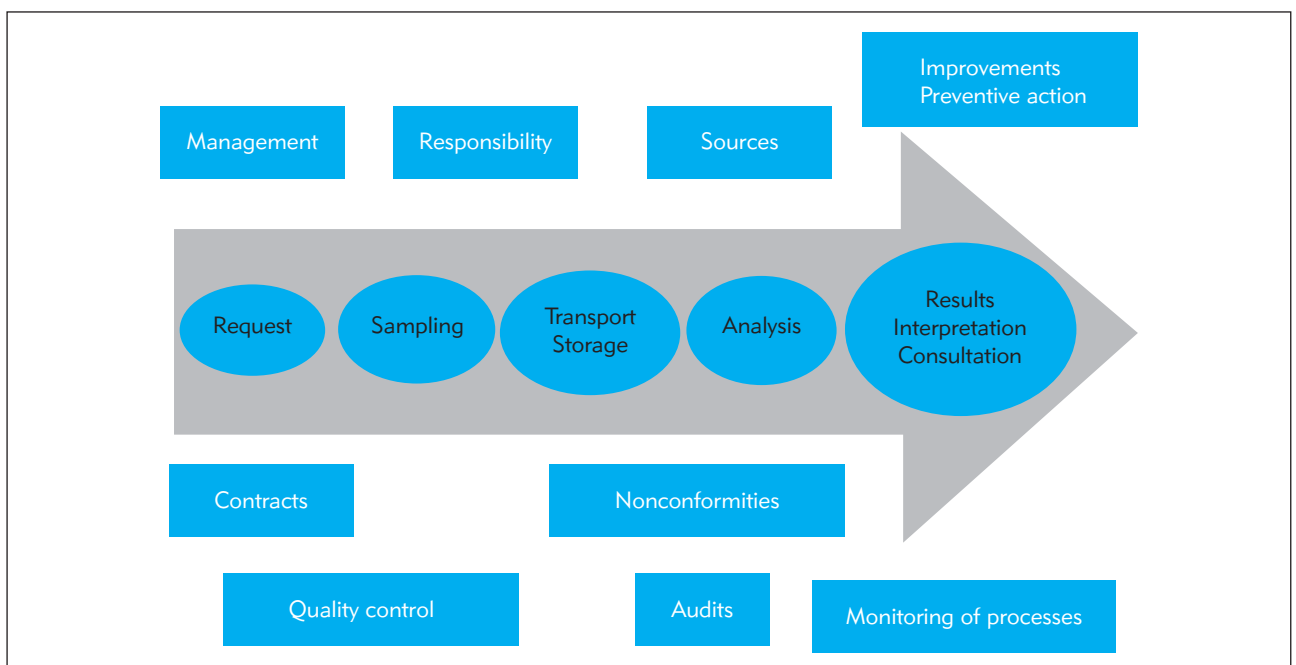 Improvements
Preventive action
Management
Responsibility
Sources
Request
Sampling
Transport
Storage
Analysis
Results
Interpretation
Consultation
Contracts
Nonconformities
Quality control
Audits
Monitoring of processes